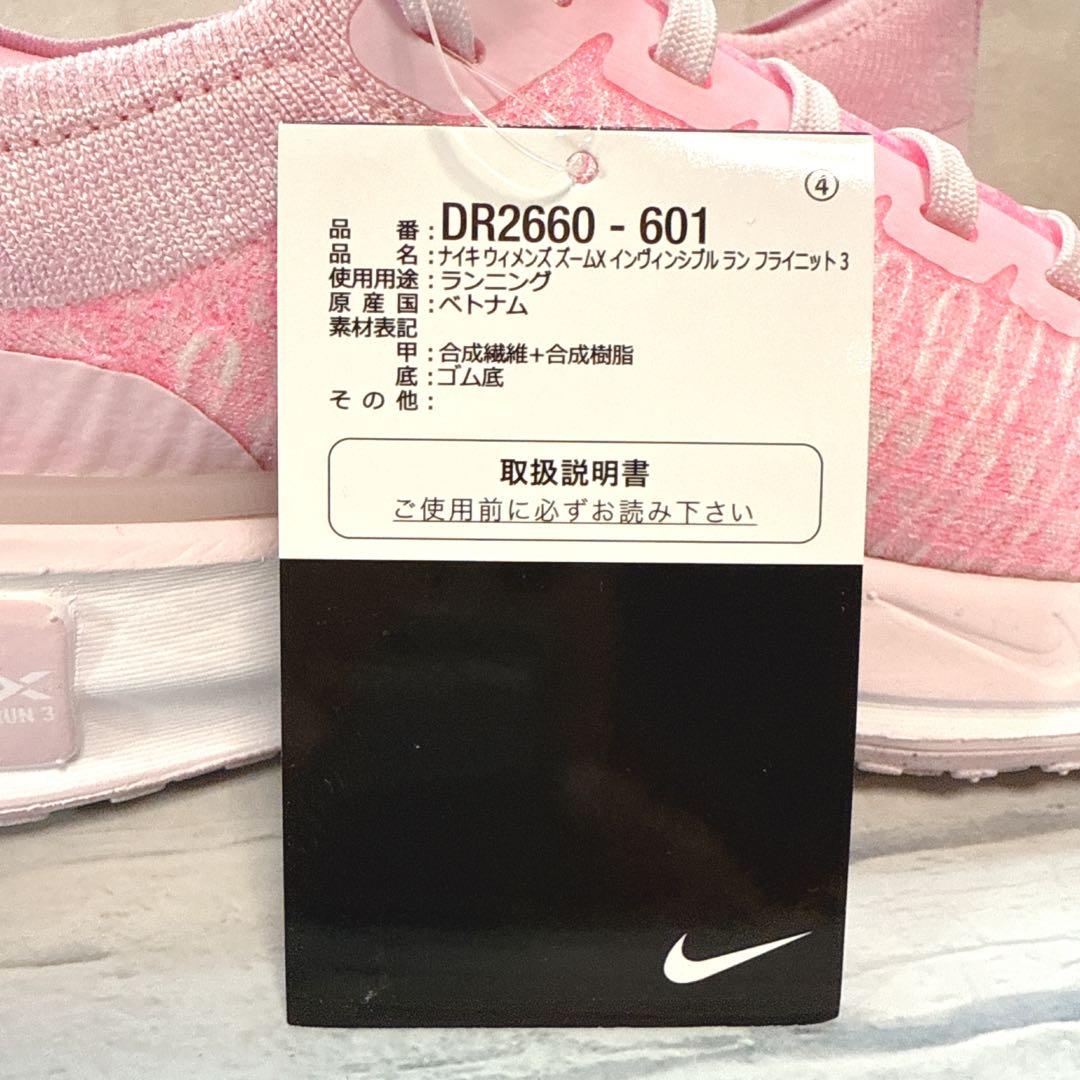 ④
品番:DR2660 - 601
品名:ナイキ ウィメンズ ズームX インヴィンシブル ラン フライニット 3
使用用途:ランニング
原産国:ベトナム
素材表記
甲:合成繊維+合成樹脂
底:ゴム底
その他:
取扱説明書
ご使用前に必ずお読み下さい
X
RUN 3